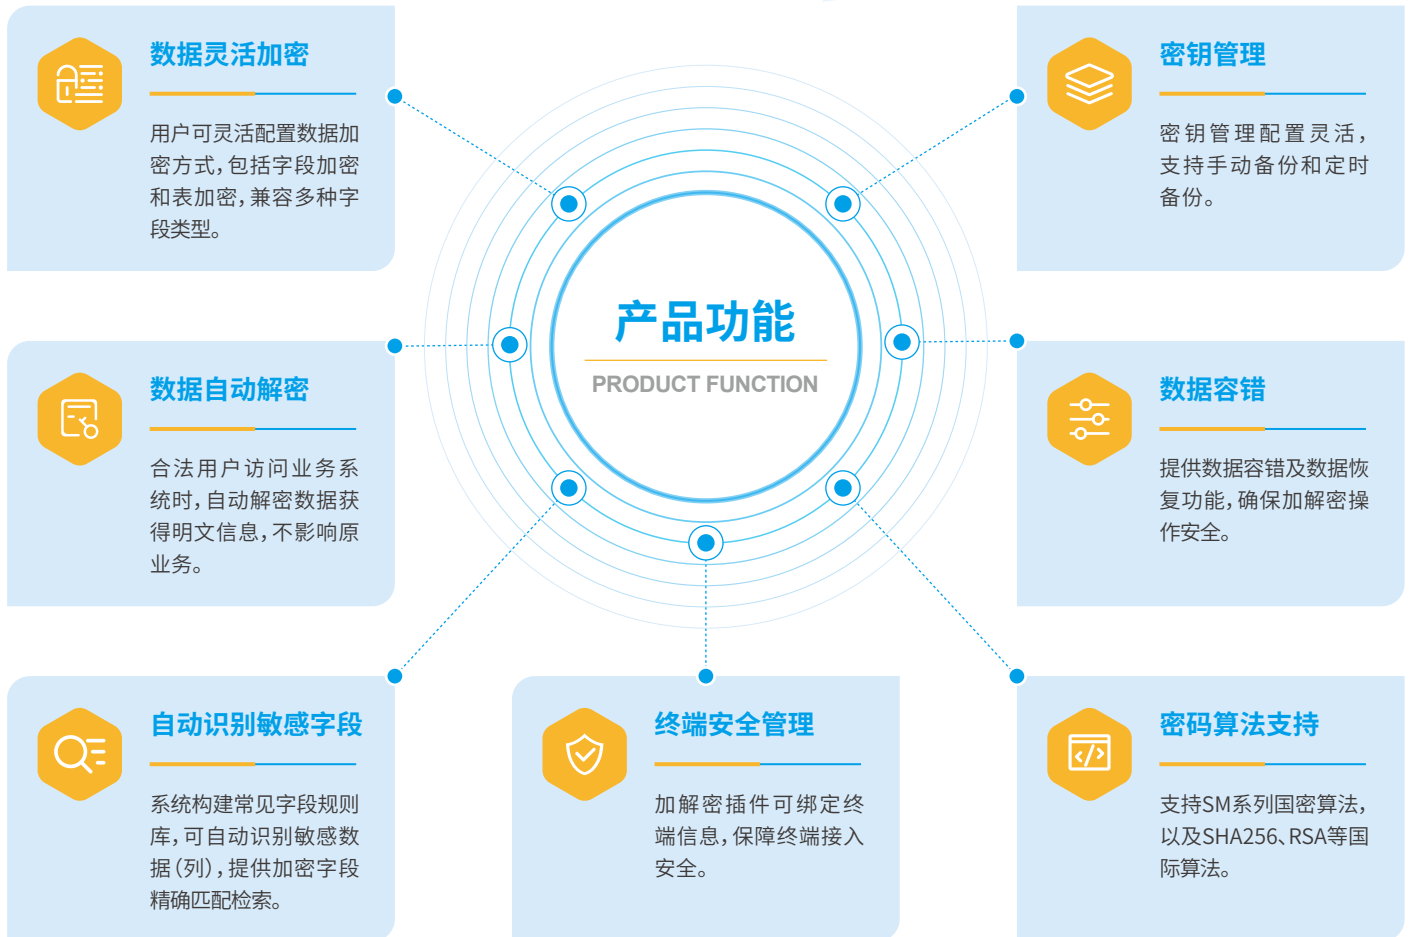 数据灵活加密
用户可灵活配置数据加
密方式，包括字段加密
和表加密，兼容多种字
段类型。
密钥管理
密钥管理配置灵活，
支持手动备份和定时
备份。
产品功能
PRODUCT FUNCTION
数据自动解密
合法用户访问业务系
统时，自动解密数据获
得明文信息，不影响原
业务。
数据容错
提供数据容错及数据恢
复功能，确保加解密操
作安全。
自动识别敏感字段
系统构建常见字段规则
库，可自动识别敏感数
据（列），提供加密字段
精确匹配检索。
终端安全管理
加解密插件可绑定终
端信息，保障终端接入
安全。
密码算法支持
支持SM系列国密算法，
以及SHA256、RSA等国
际算法。